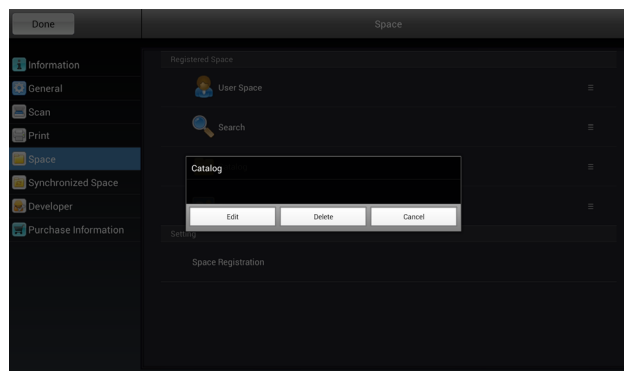 Done
Space
Information
General
Scan
Print
Space
Synchronized Space
Developer
Purchase Information
Registered Space
User Space
Search
Catalog
Edit
Delete
Cancel
Setting
Space Registration